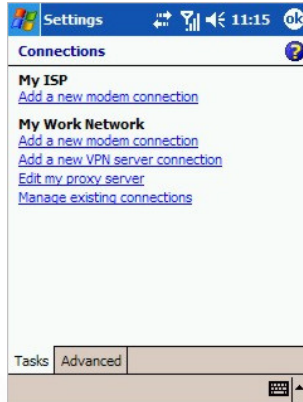 Settings 11:15 ok
Connections
My ISP
Add a new modem connection
My Work Network
Add a new modem connection
Add a new VPN server connection
Edit my proxy server
Manage existing connections
Tasks Advanced